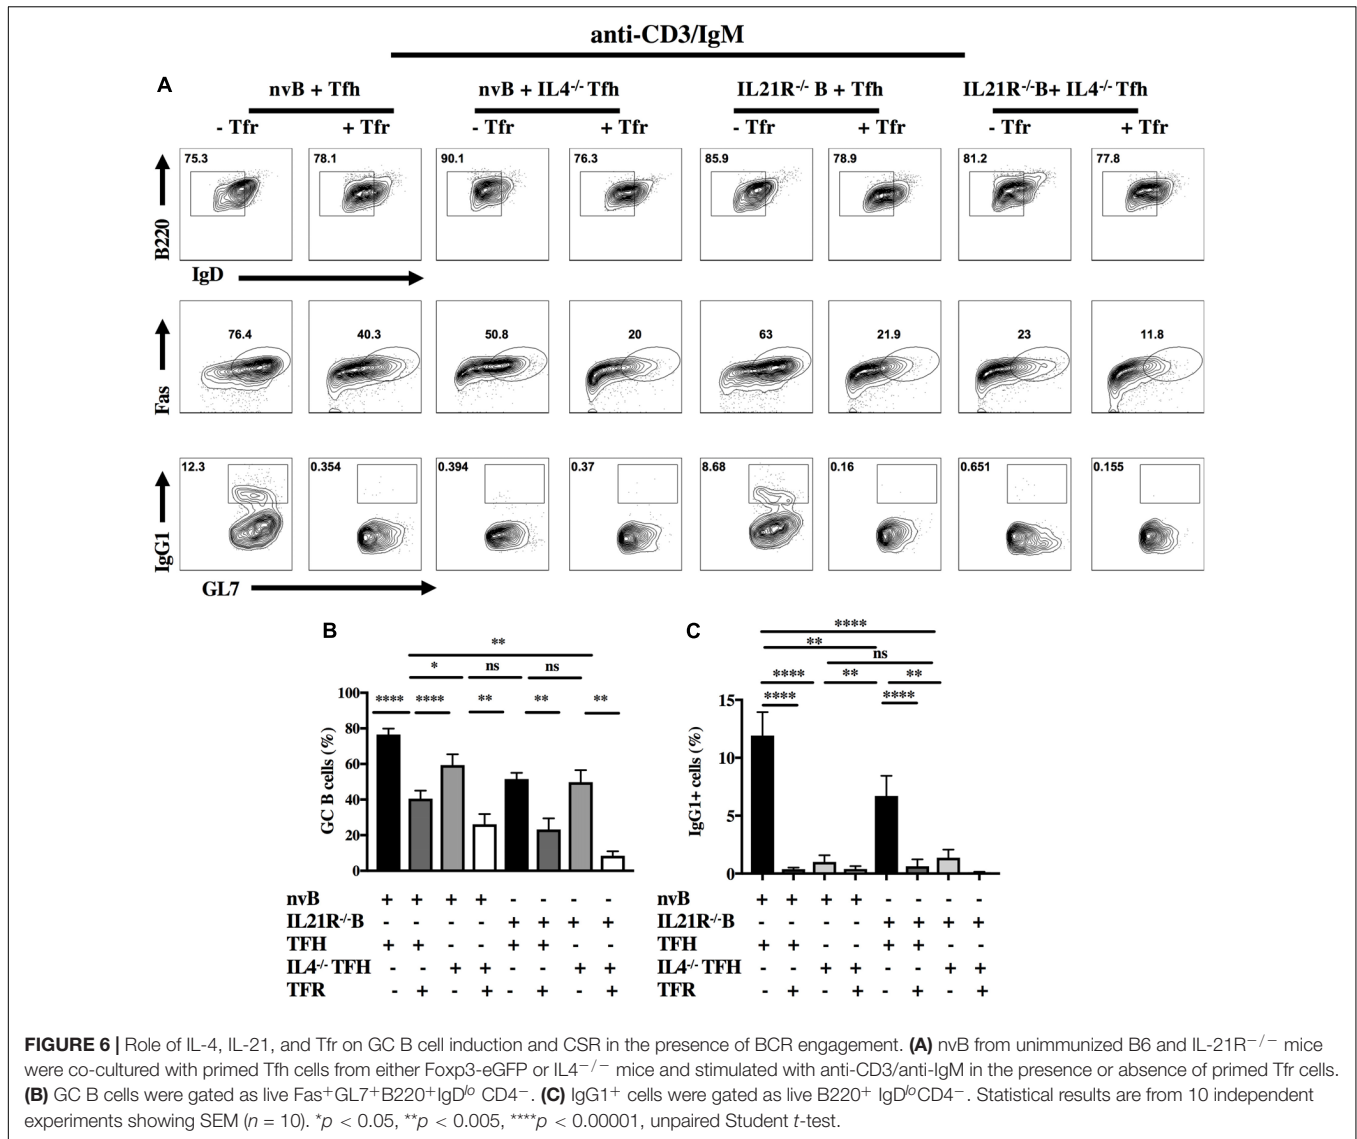 anti-CD3/IgM
A
nvB + Tfh
nvB + IL4-/- Tfh
IL21R-/- B + Tfh
IL21R-/-B+ IL4-/- Tfh
- Tfr
+ Tfr
- Tfr
+ Tfr
- Tfr
+ Tfr
- Tfr
+ Tfr
75.3
78.1
90.1
76.3
85.9
78.9
81.2
77.8
B220
IgD
76.4
40.3
50.8
20
63
21.9
23
11.8
Fas
12.3
0.354
0.394
0.37
8.68
0.16
0.651
0.155
IgG1
GL7
B
**
* ns ns
**** **** ** ** **
100
80
60
40
20
0
GC B cells (%)
nvB + + + + - - - -
IL21R-/-B - - - - + + + +
TFH + + - - + + - -
IL4-/- TFH - - + + - - + +
TFR - + - + - + - +
C
****
**
ns
**** ** **
**** ****
15
10
5
0
IgG1+ cells (%)
nvB + + + + - - - -
IL21R-/-B - - - - + + + +
TFH + + - - + + - -
IL4-/- TFH - - + + - - + +
TFR - + - + - + - +
FIGURE 6 | Role of IL-4, IL-21, and Tfr on GC B cell induction and CSR in the presence of BCR engagement. (A) nvB from unimmunized B6 and IL-21R−/− mice
were co-cultured with primed Tfh cells from either Foxp3-eGFP or IL4−/− mice and stimulated with anti-CD3/anti-IgM in the presence or absence of primed Tfr cells.
(B) GC B cells were gated as live Fas+GL7+B220+IgDlo CD4−. (C) IgG1+ cells were gated as live B220+ IgDloCD4−. Statistical results are from 10 independent
experiments showing SEM (n = 10). *p < 0.05, **p < 0.005, ****p < 0.00001, unpaired Student t-test.